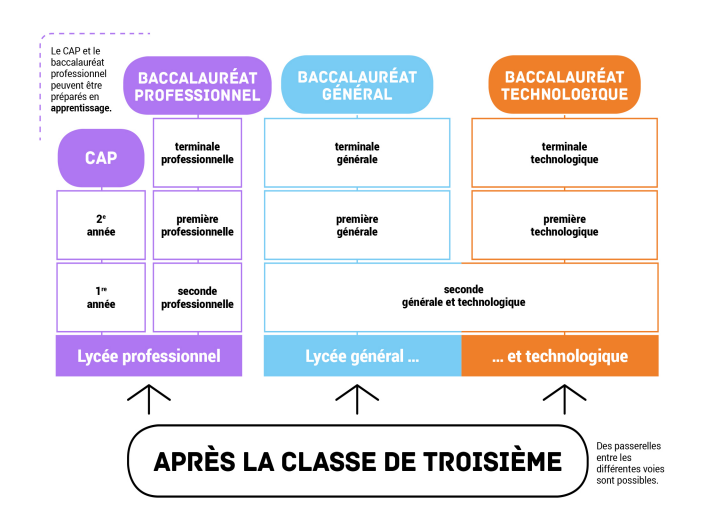 Le CAP et le
baccalauréat
professionnel
peuvent être
préparés en
apprentissage.
BACCALAURÉAT
PROFESSIONNEL
BACCALAURÉAT
GÉNÉRAL
BACCALAURÉAT
TECHNOLOGIQUE
CAP
terminale
professionnelle
terminale
générale
terminale
technologique
2e
année
première
professionnelle
première
générale
première
technologique
1re
année
seconde
professionnelle
seconde
générale et technologique
Lycée professionnel
Lycée général ...
... et technologique
APRÈS LA CLASSE DE TROISIÈME
Des passerelles
entre les
différentes voies
sont possibles.